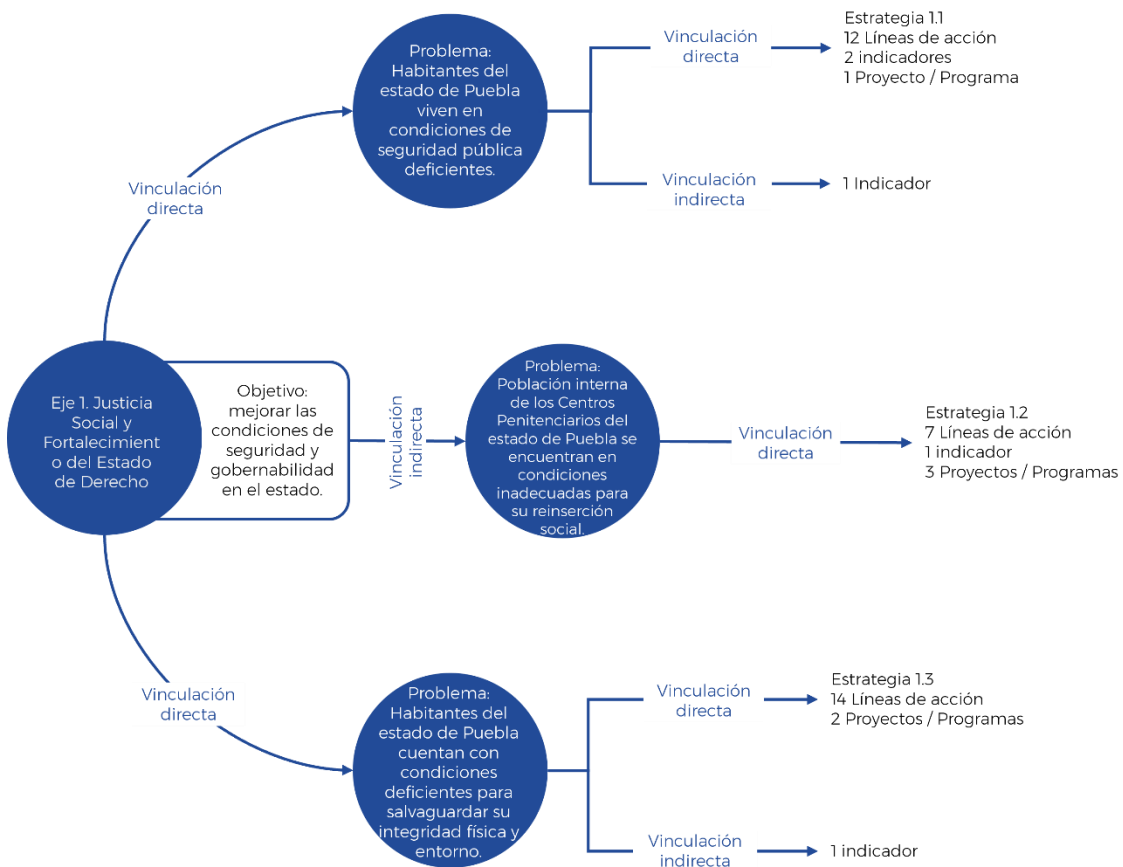 Eje 1. Justicia
Social y
Fortalecimient
o del Estado
de Derecho
Objetivo:
mejorar las
condiciones de
seguridad y
gobernabilidad
en el estado.
Vinculación
directa
Problema:
Habitantes del
estado de Puebla
viven en
condiciones de
seguridad pública
deficientes.
Vinculación
directa
Estrategia 1.1
12 Líneas de acción
2 indicadores
1 Proyecto / Programa
Vinculación
indirecta
1 Indicador
Vinculación
indirecta
Problema:
Población interna
de los Centros
Penitenciarios del
estado de Puebla se
encuentran en
condiciones
inadecuadas para
su reinserción
social.
Vinculación
directa
Estrategia 1.2
7 Líneas de acción
1 indicador
3 Proyectos / Programas
Vinculación
directa
Problema:
Habitantes del
estado de Puebla
cuentan con
condiciones
deficientes para
salvaguardar su
integridad física y
entorno.
Vinculación
directa
Estrategia 1.3
14 Líneas de acción
2 Proyectos / Programas
Vinculación
indirecta
1 indicador